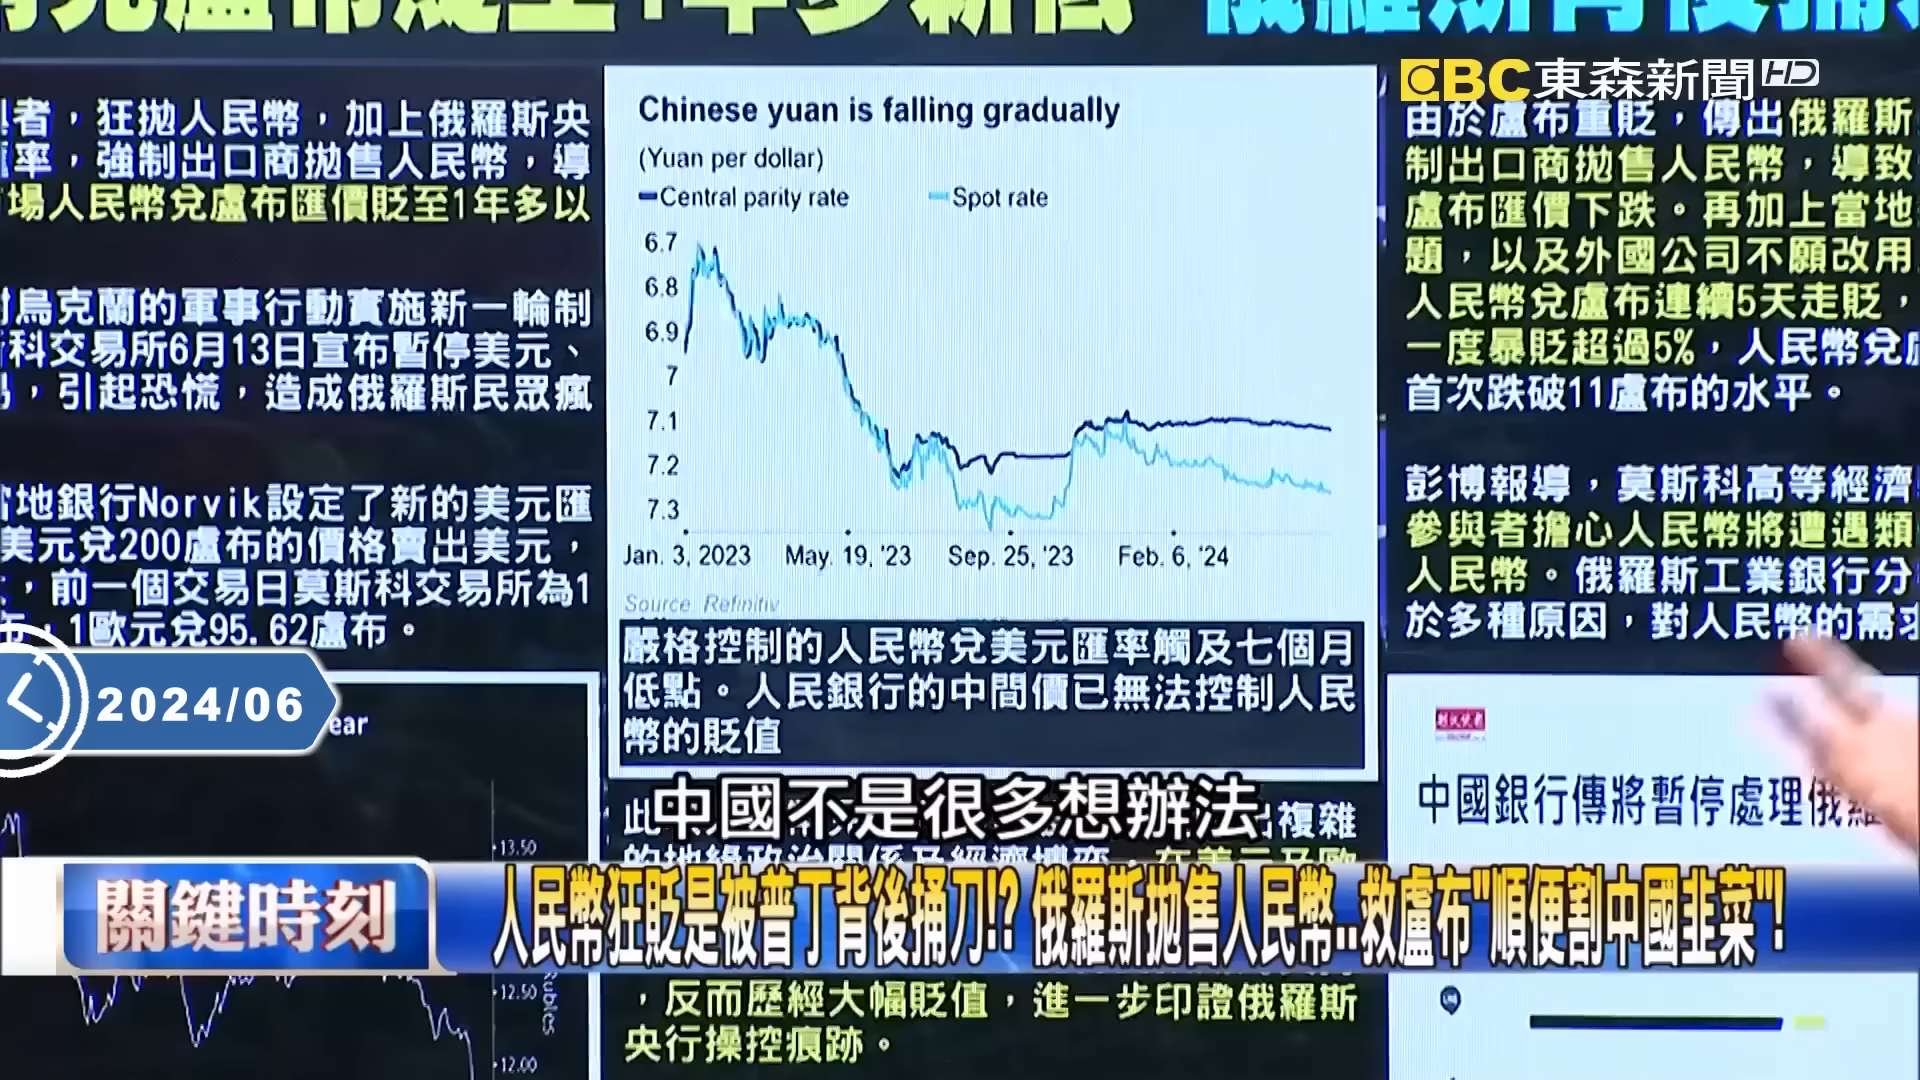 EBC東森新聞HD
者，狂拋人民幣，加上俄羅斯央
率，強制出口商拋售人民幣，導
場人民幣兌盧布匯價貶至1年多以
烏克蘭的軍事行動實施新一輪制
科交易所6月13日宣布暫停美元、
，引起恐慌，造成俄羅斯民眾瘋
地銀行Norvik設定了新的美元匯
美元兌200盧布的價格賣出美元，
，前一個交易日莫斯科交易所為1
布，1歐元兌95.62盧布。
2024/06
ear
13.50
12.50
12.00
Rubles
Chinese yuan is falling gradually
(Yuan per dollar)
Central parity rate
Spot rate
6.7
6.8
6.9
7
7.1
7.2
7.3
Jan. 3, 2023 May. 19, '23 Sep. 25, '23 Feb. 6, '24
Source: Refinitiv
嚴格控制的人民幣兌美元匯率觸及七個月
低點。人民銀行的中間價已無法控制人民
幣的貶值
由於盧布重貶，傳出俄羅斯
制出口商拋售人民幣，導致
盧布匯價下跌。再加上當地
題，以及外國公司不願改用
人民幣兌盧布連續5天走貶，
一度暴貶超過5%，人民幣兌
首次跌破11盧布的水平。
彭博報導，莫斯科高等經濟
參與者擔心人民幣將遭遇類
人民幣。俄羅斯工業銀行分
於多種原因，對人民幣的需求
中國銀行傳將暫停處理俄羅
中國不是很多想辦法
複雜
關鍵時刻
人民幣狂貶是被普丁背後捅刀!? 俄羅斯拋售人民幣..救盧布"順便割中國韭菜"!
，反而歷經大幅貶值，進一步印證俄羅斯
央行操控痕跡。